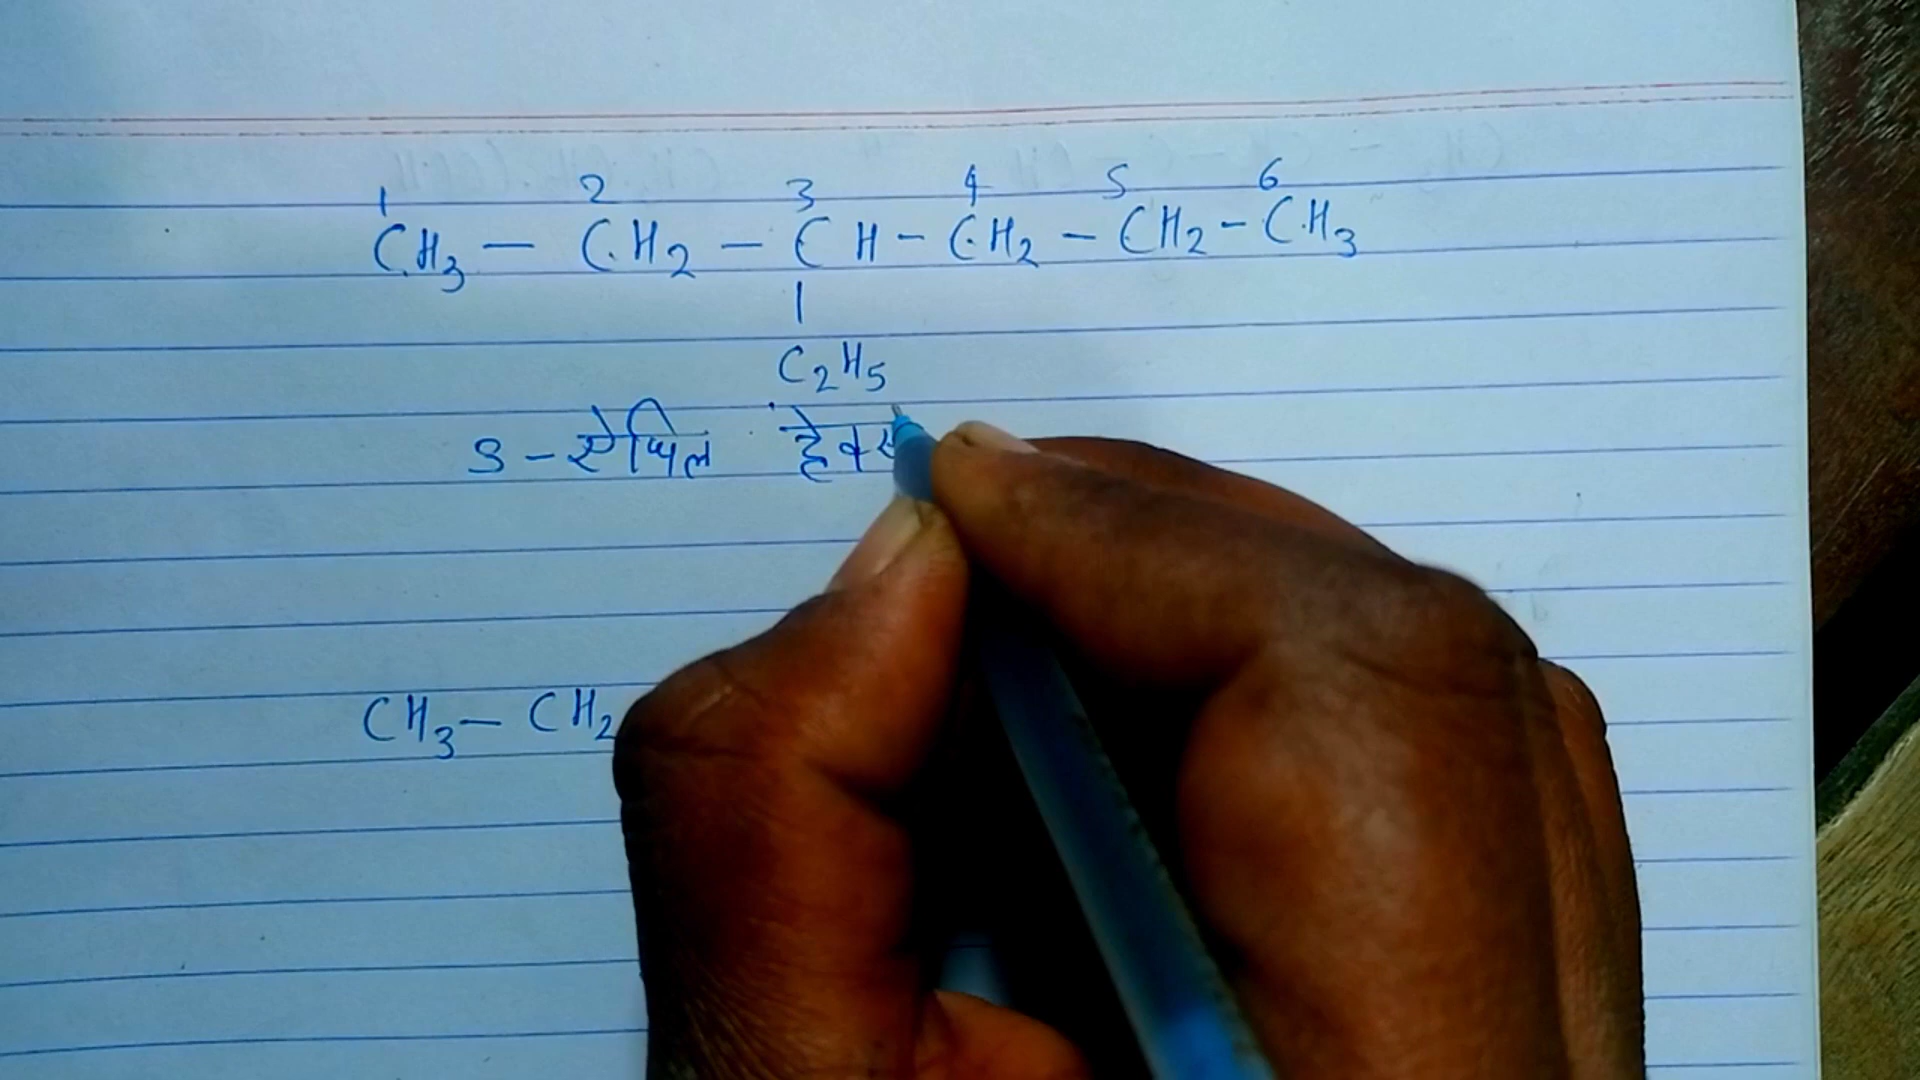 1 2 3 4 5 6
CH3 — CH2 — CH - CH2 - CH2 - CH3
|
C2H5
3 - एथिल हेक्स
CH3 — CH2